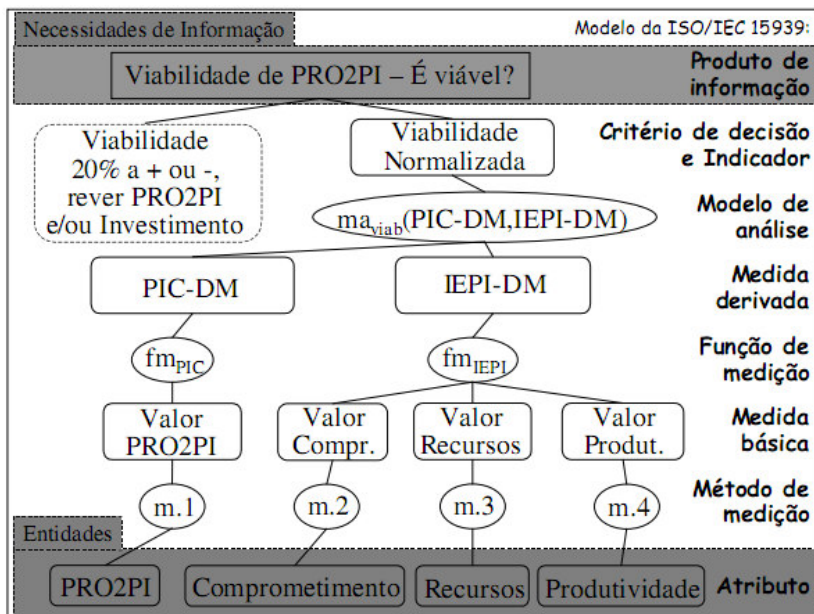 Necessidades de Informação
Modelo da ISO/IEC 15939:
Viabilidade de PRO2PI – É viável?
Produto de
informação
Viabilidade
20% a + ou -,
rever PRO2PI
e/ou Investimento
Viabilidade
Normalizada
Critério de decisão
e Indicador
ma_viab(PIC-DM,IEPI-DM)
Modelo de
análise
PIC-DM
IEPI-DM
Medida
derivada
fm_PIC
fm_IEPI
Função de
medição
Valor
PRO2PI
Valor
Compr.
Valor
Recursos
Valor
Produt.
Medida
básica
m.1
m.2
m.3
m.4
Método de
medição
Entidades
PRO2PI
Comprometimento
Recursos
Produtividade
Atributo